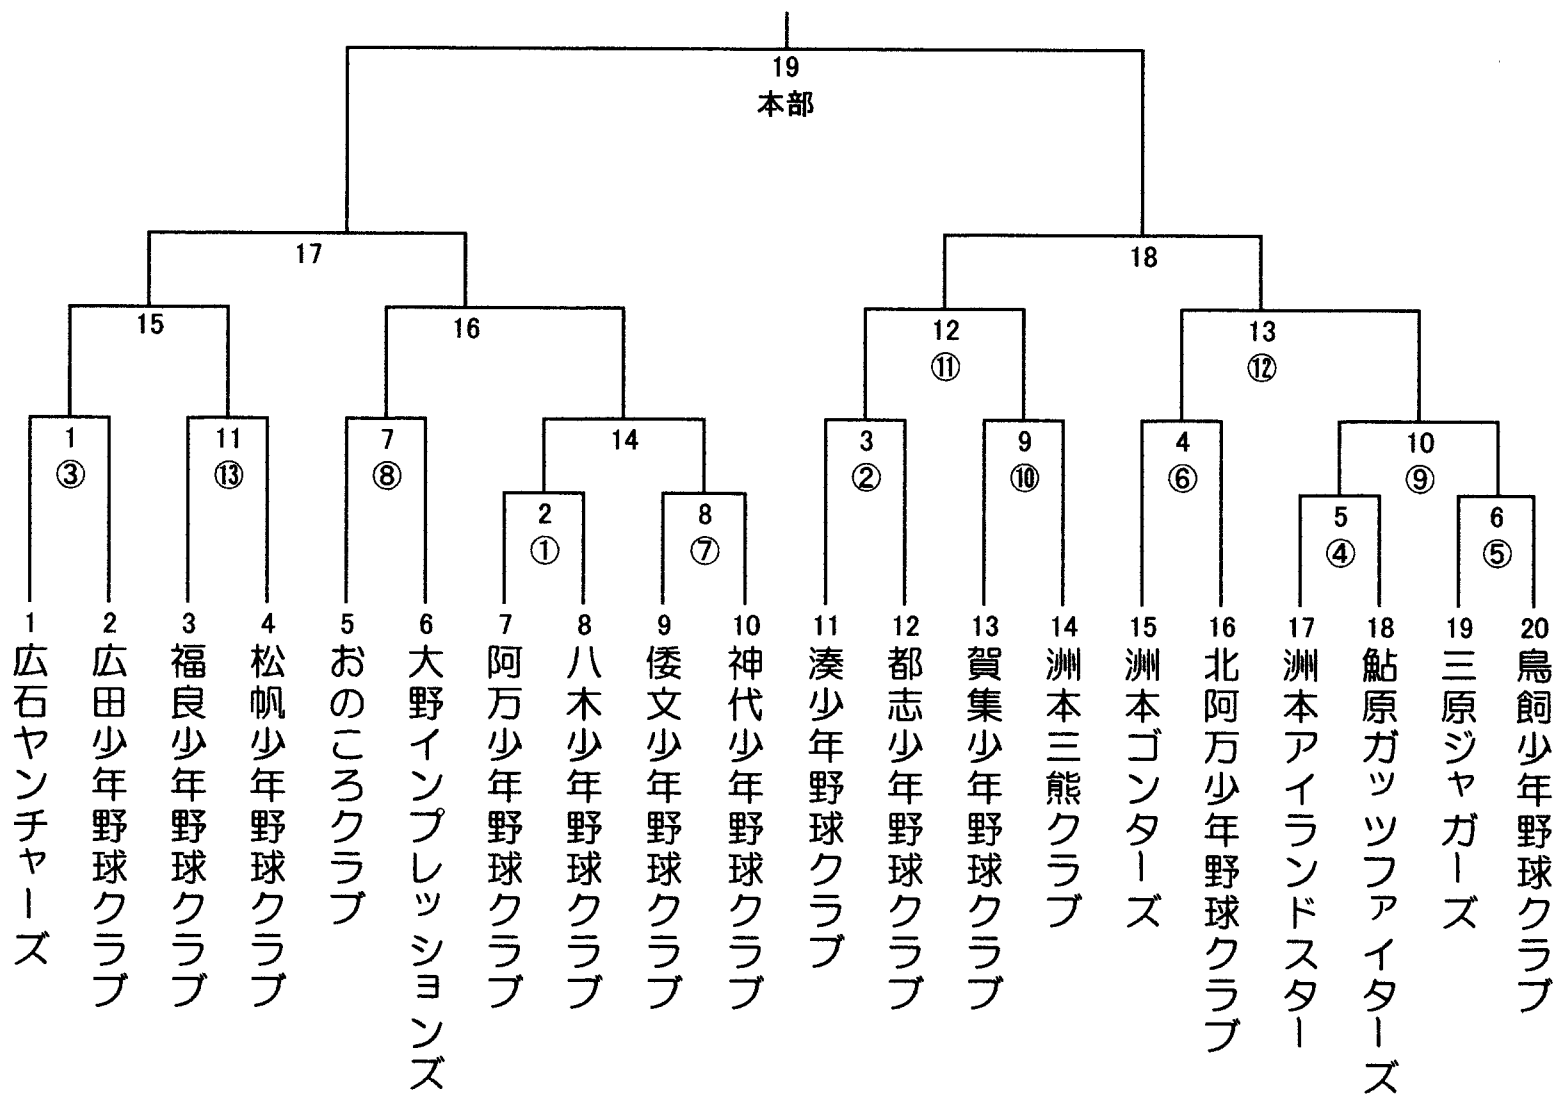 19
本部
17
18
15
16
12
⑪
13
⑫
1
③
11
⑬
7
⑧
14
3
②
9
⑩
4
⑥
10
⑨
2
①
8
⑦
5
④
6
⑤
1 広石ヤンチャーズ
2 広田少年野球クラブ
3 福良少年野球クラブ
4 松帆少年野球クラブ
5 おのころクラブ
6 大野インプレッションズ
7 阿万少年野球クラブ
8 八木少年野球クラブ
9 倭文少年野球クラブ
10 神代少年野球クラブ
11 湊少年野球クラブ
12 都志少年野球クラブ
13 賀集少年野球クラブ
14 洲本三熊クラブ
15 洲本ゴンターズ
16 北阿万少年野球クラブ
17 洲本アイランドスター
18 鮎原ガッツファイターズ
19 三原ジャガーズ
20 鳥飼少年野球クラブ